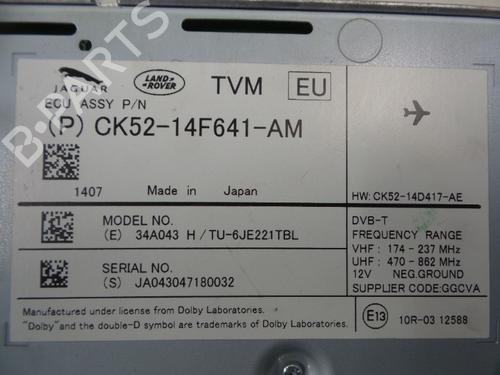 JAGUAR LAND ROVER TVM EU
ECU ASSY P/N
(P) CK52-14F641-AM
1407 Made in Japan
HW: CK52-14D417-AE
MODEL NO.
(E) 34A043 H /TU-6JE221TBL
SERIAL NO.
(S) JA043047180032
DVB-T
FREQUENCY RANGE
VHF: 174 - 237 MHz
UHF: 470 - 862 MHz
12V NEG.GROUND
SUPPLIER CODE:GGCVA
Manufactured under license from Dolby Laboratories.
"Dolby" and the double-D symbol are trademarks of Dolby Laboratories.
E13 10R-03 12588
B-PARTS